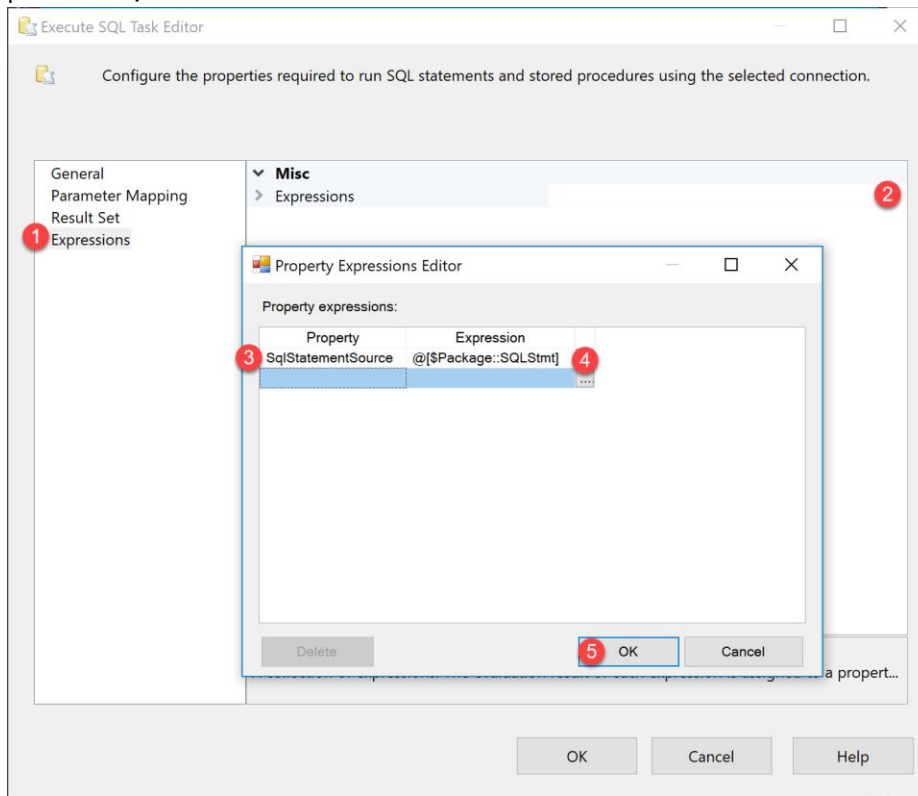 Execute SQL Task Editor
Configure the properties required to run SQL statements and stored procedures using the selected connection.
General
Parameter Mapping
Result Set
1 Expressions
Misc
Expressions
2
Property Expressions Editor
Property expressions:
Property Expression
3 SqlStatementSource @[$Package::SQLStmt] 4
....
Delete
5 OK
Cancel
a propert...
OK
Cancel
Help